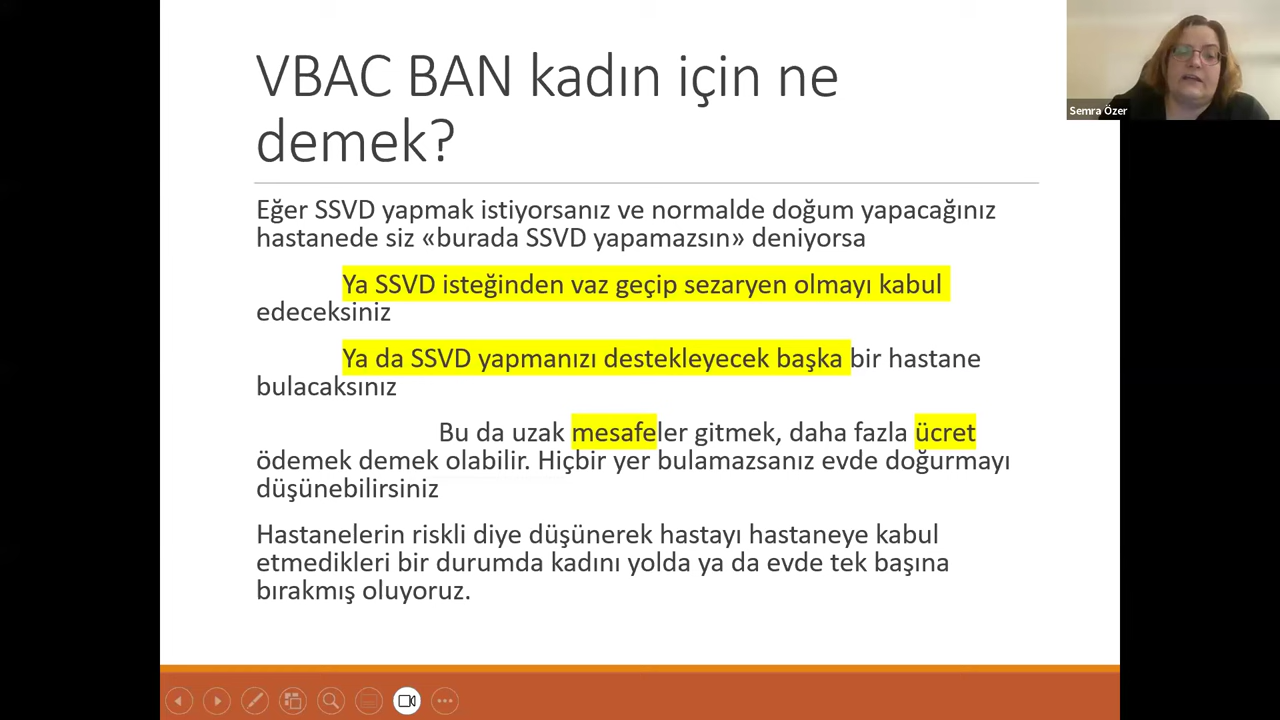 VBAC BAN kadın için ne
demek?
Semra Özer
Eğer SSVD yapmak istiyorsanız ve normalde doğum yapacağınız
hastanede siz «burada SSVD yapamazsın» deniyorsa
Ya SSVD isteğinden vaz geçip sezaryen olmayı kabul
edeceksiniz
Ya da SSVD yapmanızı destekleyecek başka bir hastane
bulacaksınız
Bu da uzak mesafeler gitmek, daha fazla ücret
ödemek demek olabilir. Hiçbir yer bulamazsanız evde doğurmayı
düşünebilirsiniz
Hastanelerin riskli diye düşünerek hastayı hastaneye kabul
etmedikleri bir durumda kadını yolda ya da evde tek başına
bırakmış oluyoruz.